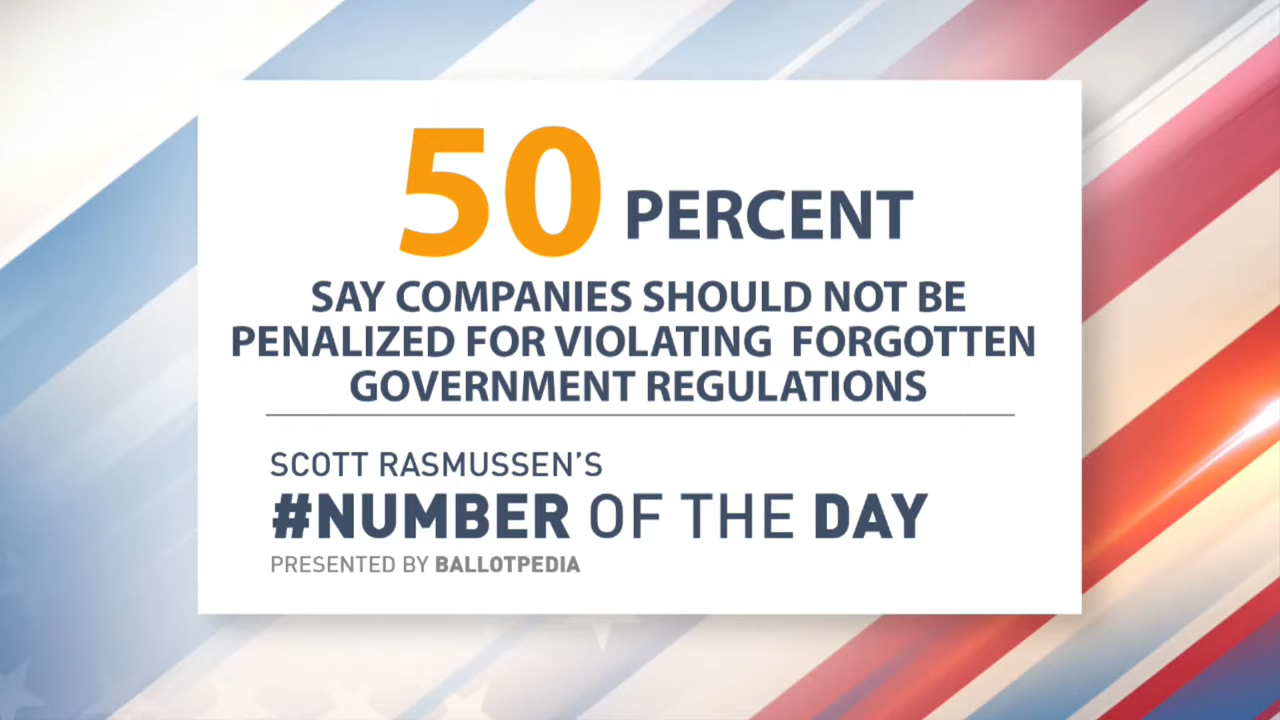 50 PERCENT
SAY COMPANIES SHOULD NOT BE
PENALIZED FOR VIOLATING FORGOTTEN
GOVERNMENT REGULATIONS
SCOTT RASMUSSEN'S
#NUMBER OF THE DAY
PRESENTED BY BALLOTPEDIA